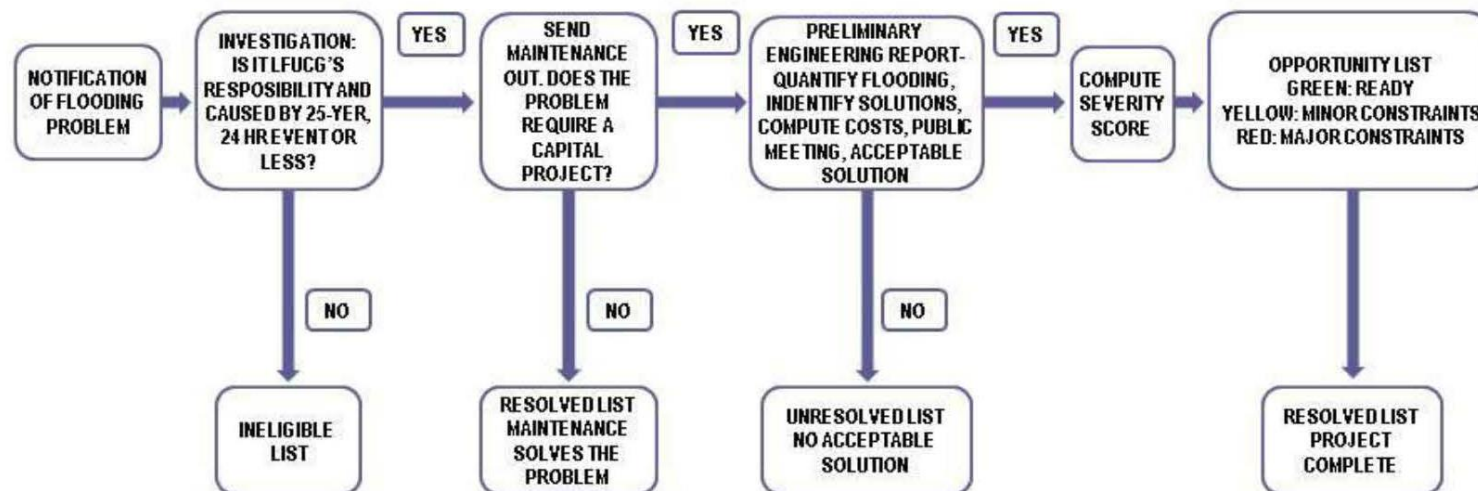 NOTIFICATION
OF FLOODING
PROBLEM
INVESTIGATION:
IS IT LFUCG'S
RESPOSIBILITY AND
CAUSED BY 25-YER,
24 HR EVENT OR
LESS?
YES
SEND
MAINTENANCE
OUT. DOES THE
PROBLEM
REQUIRE A
CAPITAL
PROJECT?
YES
PRELIMINARY
ENGINEERING REPORT-
QUANTIFY FLOODING,
INDENTIFY SOLUTIONS,
COMPUTE COSTS, PUBLIC
MEETING, ACCEPTABLE
SOLUTION
YES
COMPUTE
SEVERITY
SCORE
OPPORTUNITY LIST
GREEN: READY
YELLOW: MINOR CONSTRAINTS
RED: MAJOR CONSTRAINTS
NO
NO
NO
INELIGIBLE
LIST
RESOLVED LIST
MAINTENANCE
SOLVES THE
PROBLEM
UNRESOLVED LIST
NO ACCEPTABLE
SOLUTION
RESOLVED LIST
PROJECT
COMPLETE